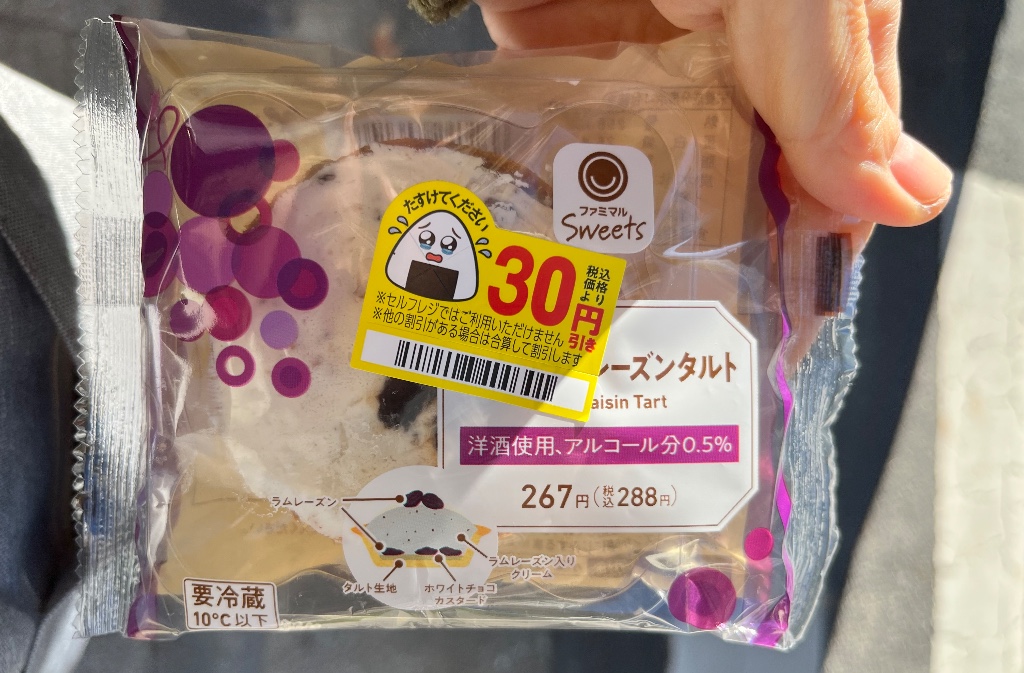 ファミマル
Sweets
たすけてください
30円引き
税込価格より
※セルフレジではご利用いただけません
※他の割引がある場合は合算して割引します
レーズンタルト
aisin Tart
洋酒使用、アルコール分0.5%
267円(税込288円)
ラムレーズン
ラムレーズン入り
クリーム
タルト生地
ホワイトチョコ
カスタード
要冷蔵
10°C以下